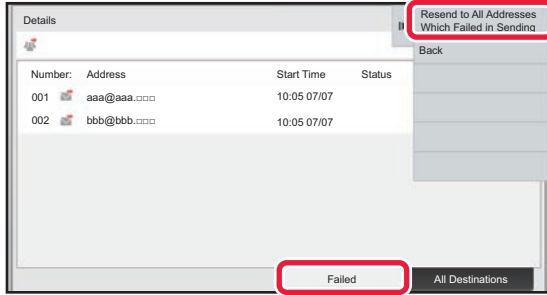 Details
Resend to All Addresses
Which Failed in Sending
Back
Number: Address Start Time Status
001 aaa@aaa.□□□ 10:05 07/07
002 bbb@bbb.□□□ 10:05 07/07
Failed All Destinations